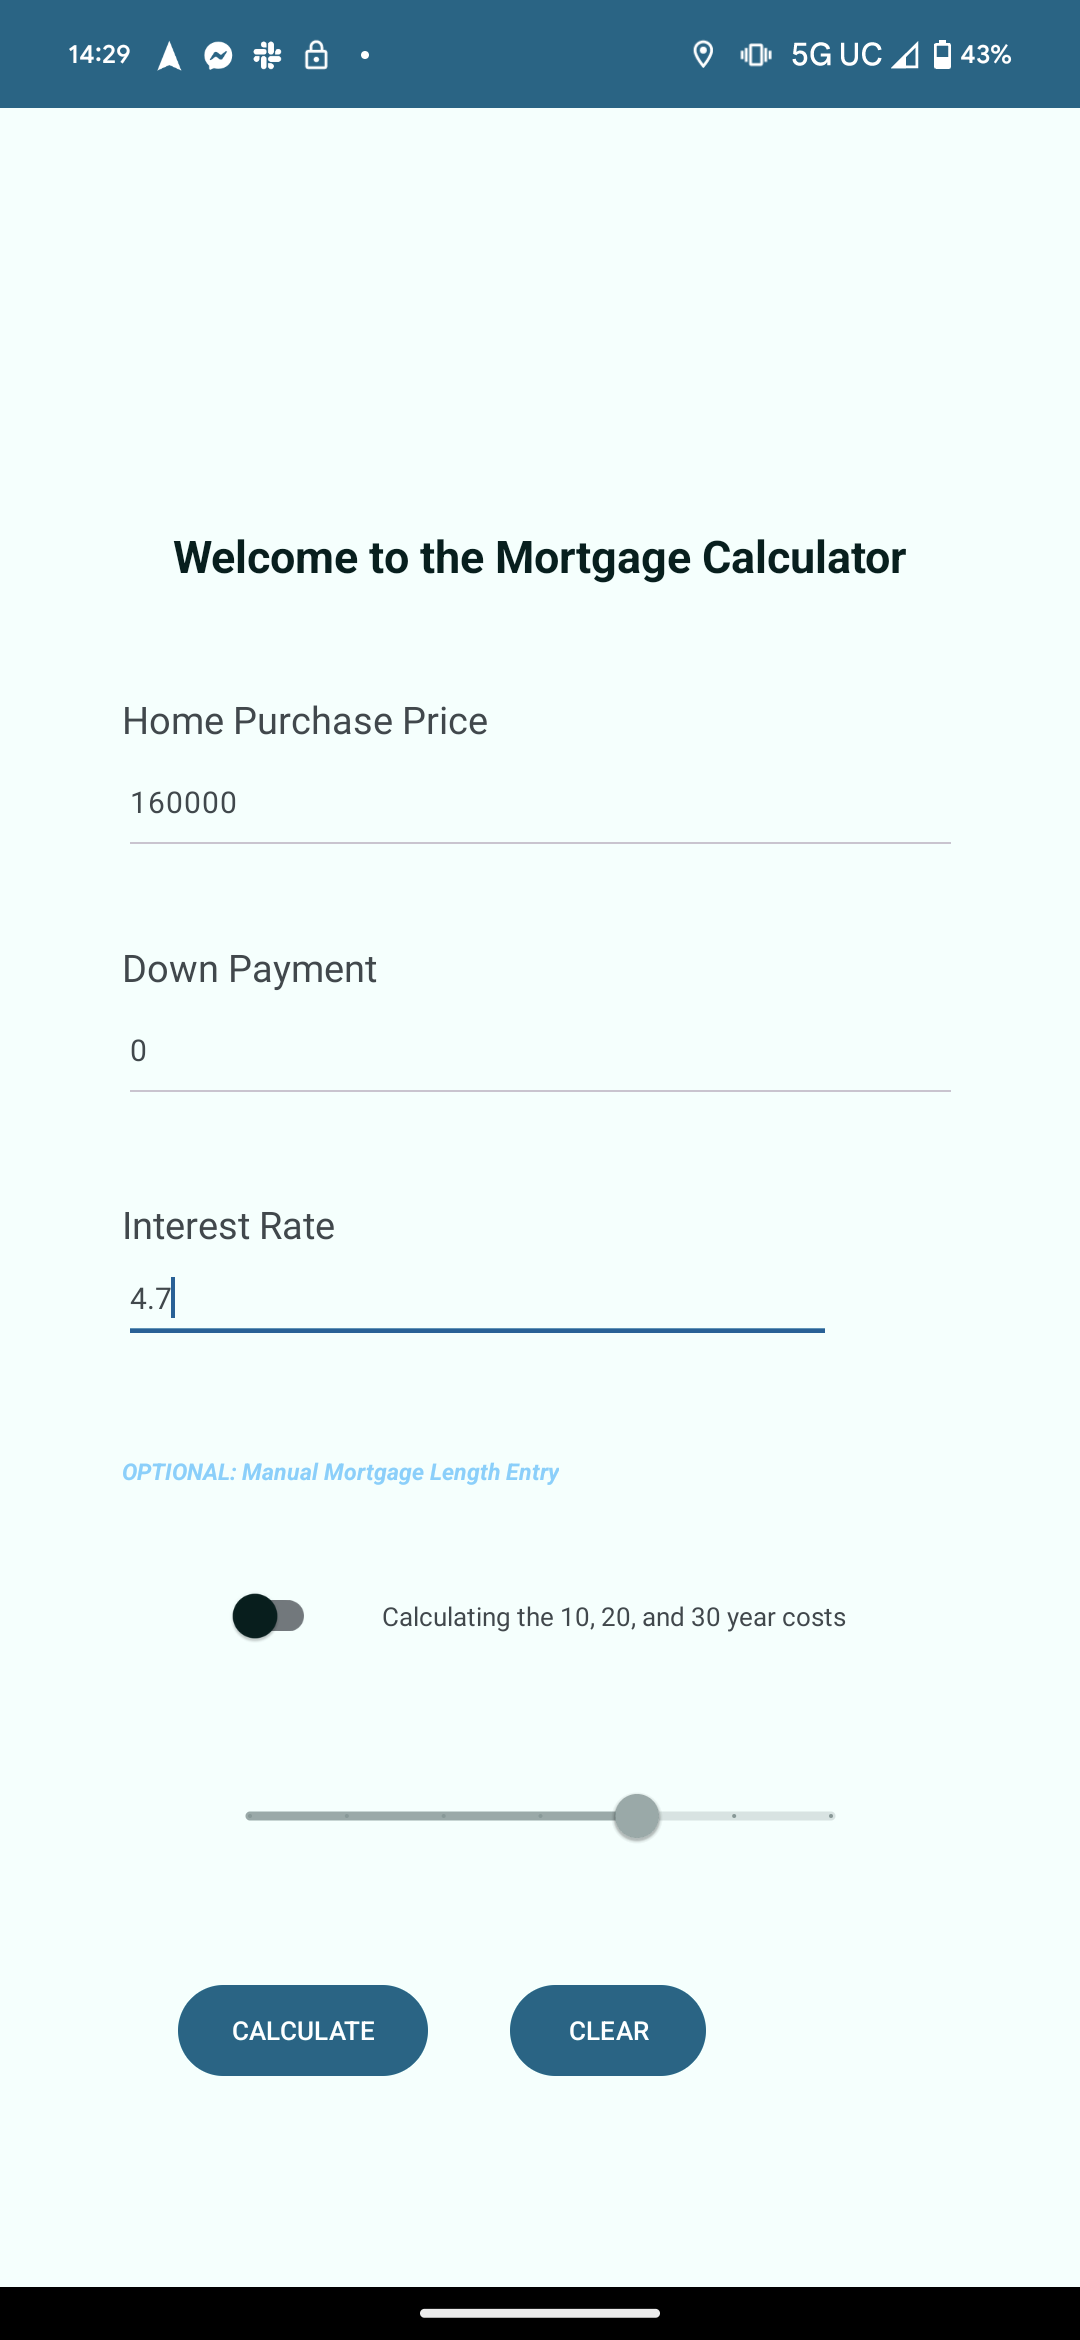 14:29 5G UC 43%
Welcome to the Mortgage Calculator
Home Purchase Price
160000
Down Payment
0
Interest Rate
4.7
OPTIONAL: Manual Mortgage Length Entry
Calculating the 10, 20, and 30 year costs
CALCULATE CLEAR